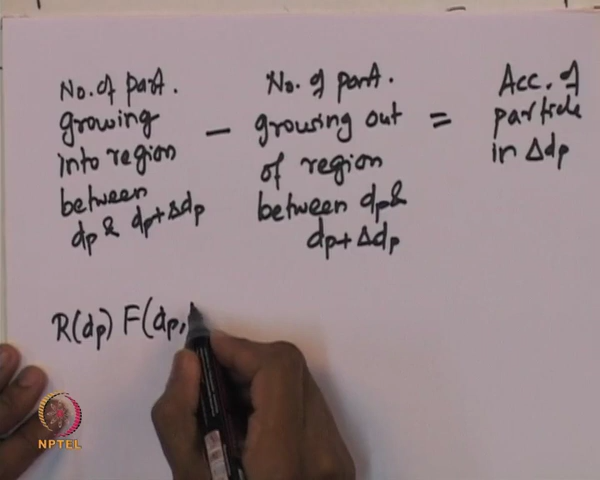 No. of part.
growing
into region
between
dp & dp+Δdp
—
No. of part.
growing out
of region
between dp &
dp+Δdp
=
Acc. of
particle
in Δdp
R(dp) F(dp,
NPTEL